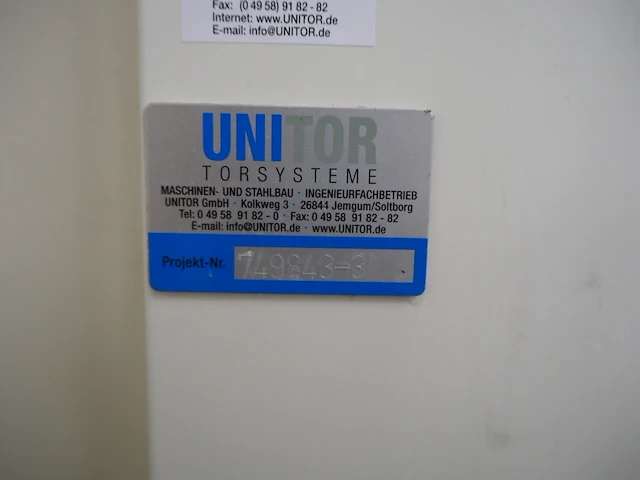 Fax: (0 49 58) 91 82 - 82
Internet: www.UNITOR.de
E-mail: info@UNITOR.de
UNITOR
TORSYSTEME
MASCHINEN- UND STAHLBAU · INGENIEURFACHBETRIEB
UNITOR GmbH · Kolkweg 3 · 26844 Jemgum/Soltborg
Tel: 0 49 58 91 82 - 0 · Fax: 0 49 58 91 82 - 82
E-mail: info@UNITOR.de · www.UNITOR.de
Projekt-Nr. 749843-3